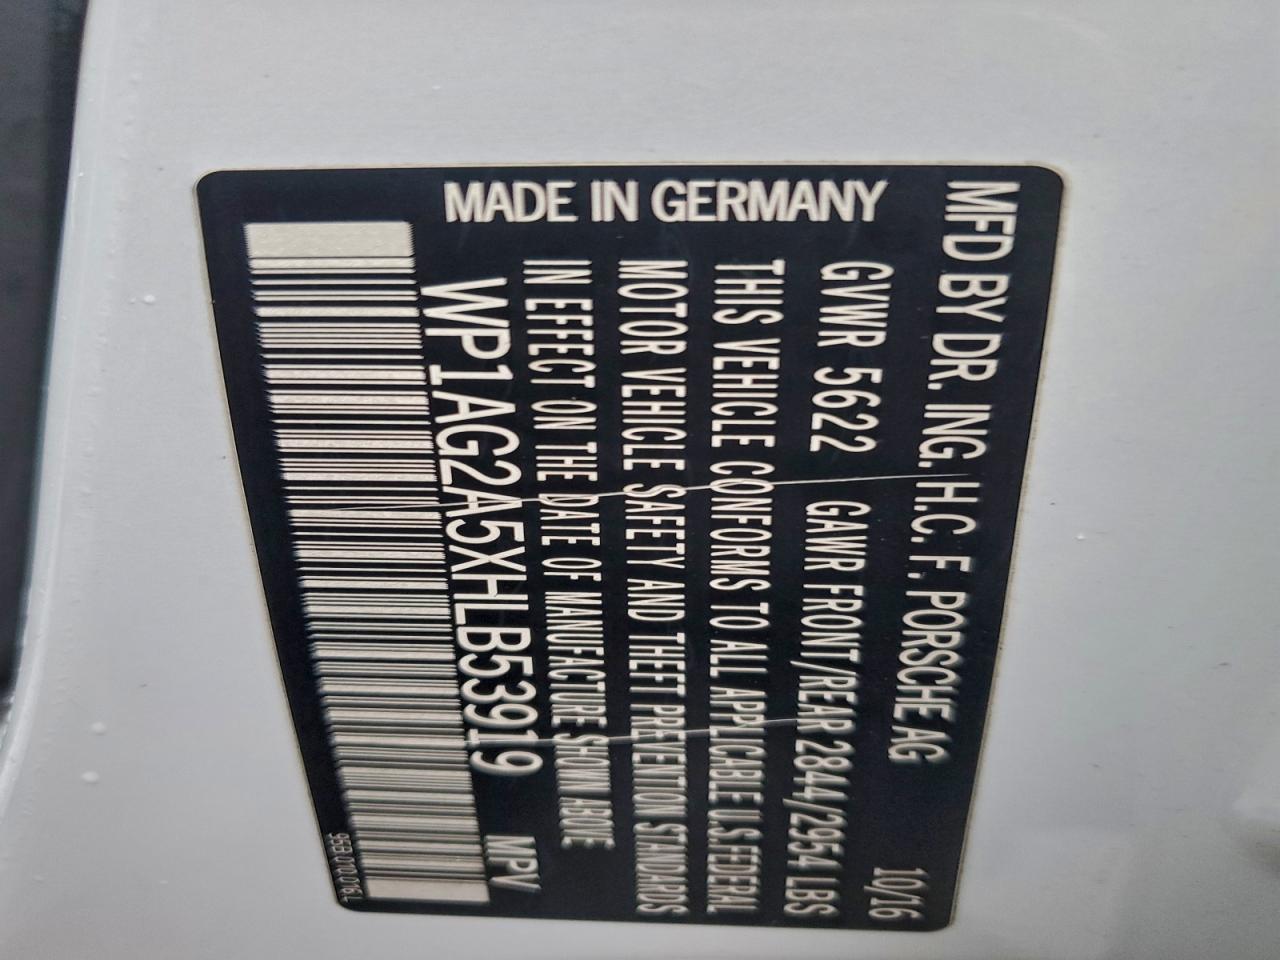 MFD BY DR. ING. H.C. F. PORSCHE AG 10/16
GVWR 5622 GAWR FRONT/REAR 2844/2954 LBS
THIS VEHICLE CONFORMS TO ALL APPLICABLE U.S. FEDERAL
MOTOR VEHICLE SAFETY AND THEFT PREVENTION STANDARDS
IN EFFECT ON THE DATE OF MANUFACTURE SHOWN ABOVE
WP1AG2A5XHLB53919 MPV
MADE IN GERMANY